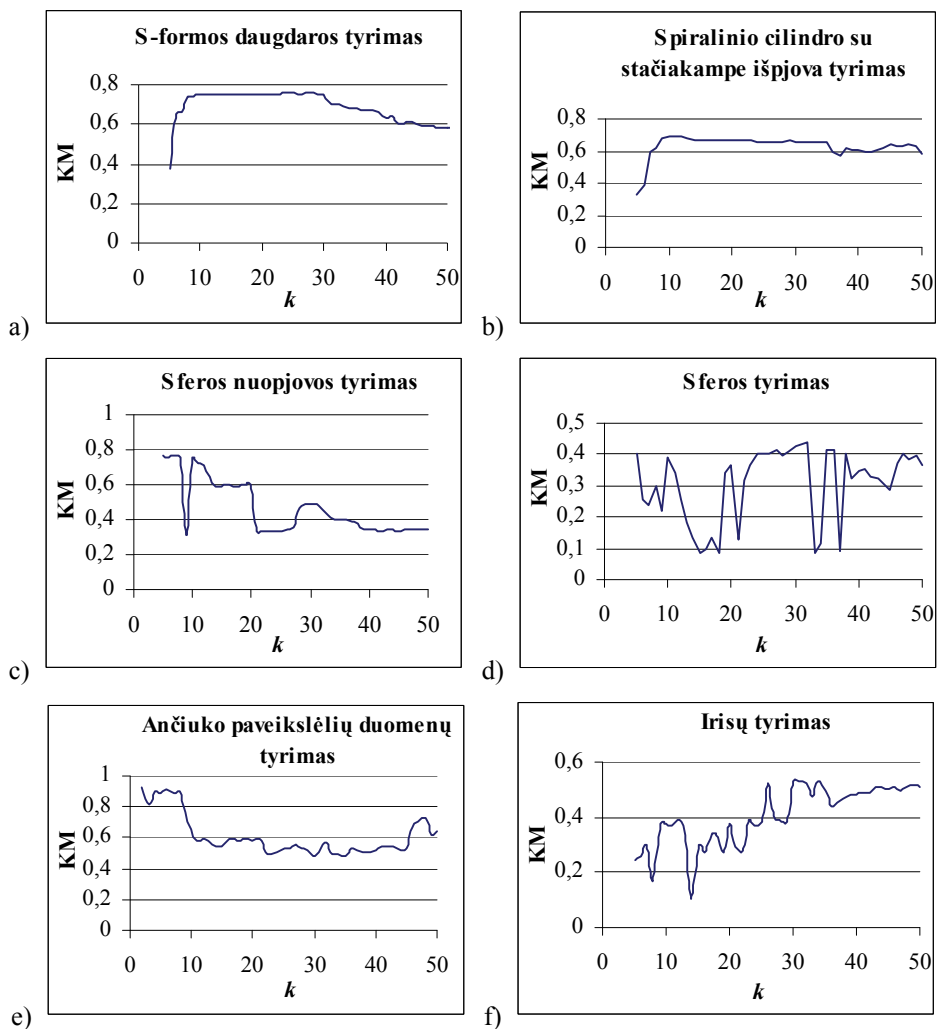 S-formos daugdaros tyrimas
KM
0,8
0,6
0,4
0,2
0
0 10 20 30 40 50
k
a)
Spiralinio cilindro su
stačiakampe išpjova tyrimas
KM
0,8
0,6
0,4
0,2
0
0 10 20 30 40 50
k
b)
Sferos nuopjovos tyrimas
KM
1
0,8
0,6
0,4
0,2
0
0 10 20 30 40 50
k
c)
Sferos tyrimas
KM
0,5
0,4
0,3
0,2
0,1
0
0 10 20 30 40 50
k
d)
Ančiuko paveikslėlių duomenų
tyrimas
KM
1
0,8
0,6
0,4
0,2
0
0 10 20 30 40 50
k
e)
Irisų tyrimas
KM
0,6
0,4
0,2
0
0 10 20 30 40 50
k
f)